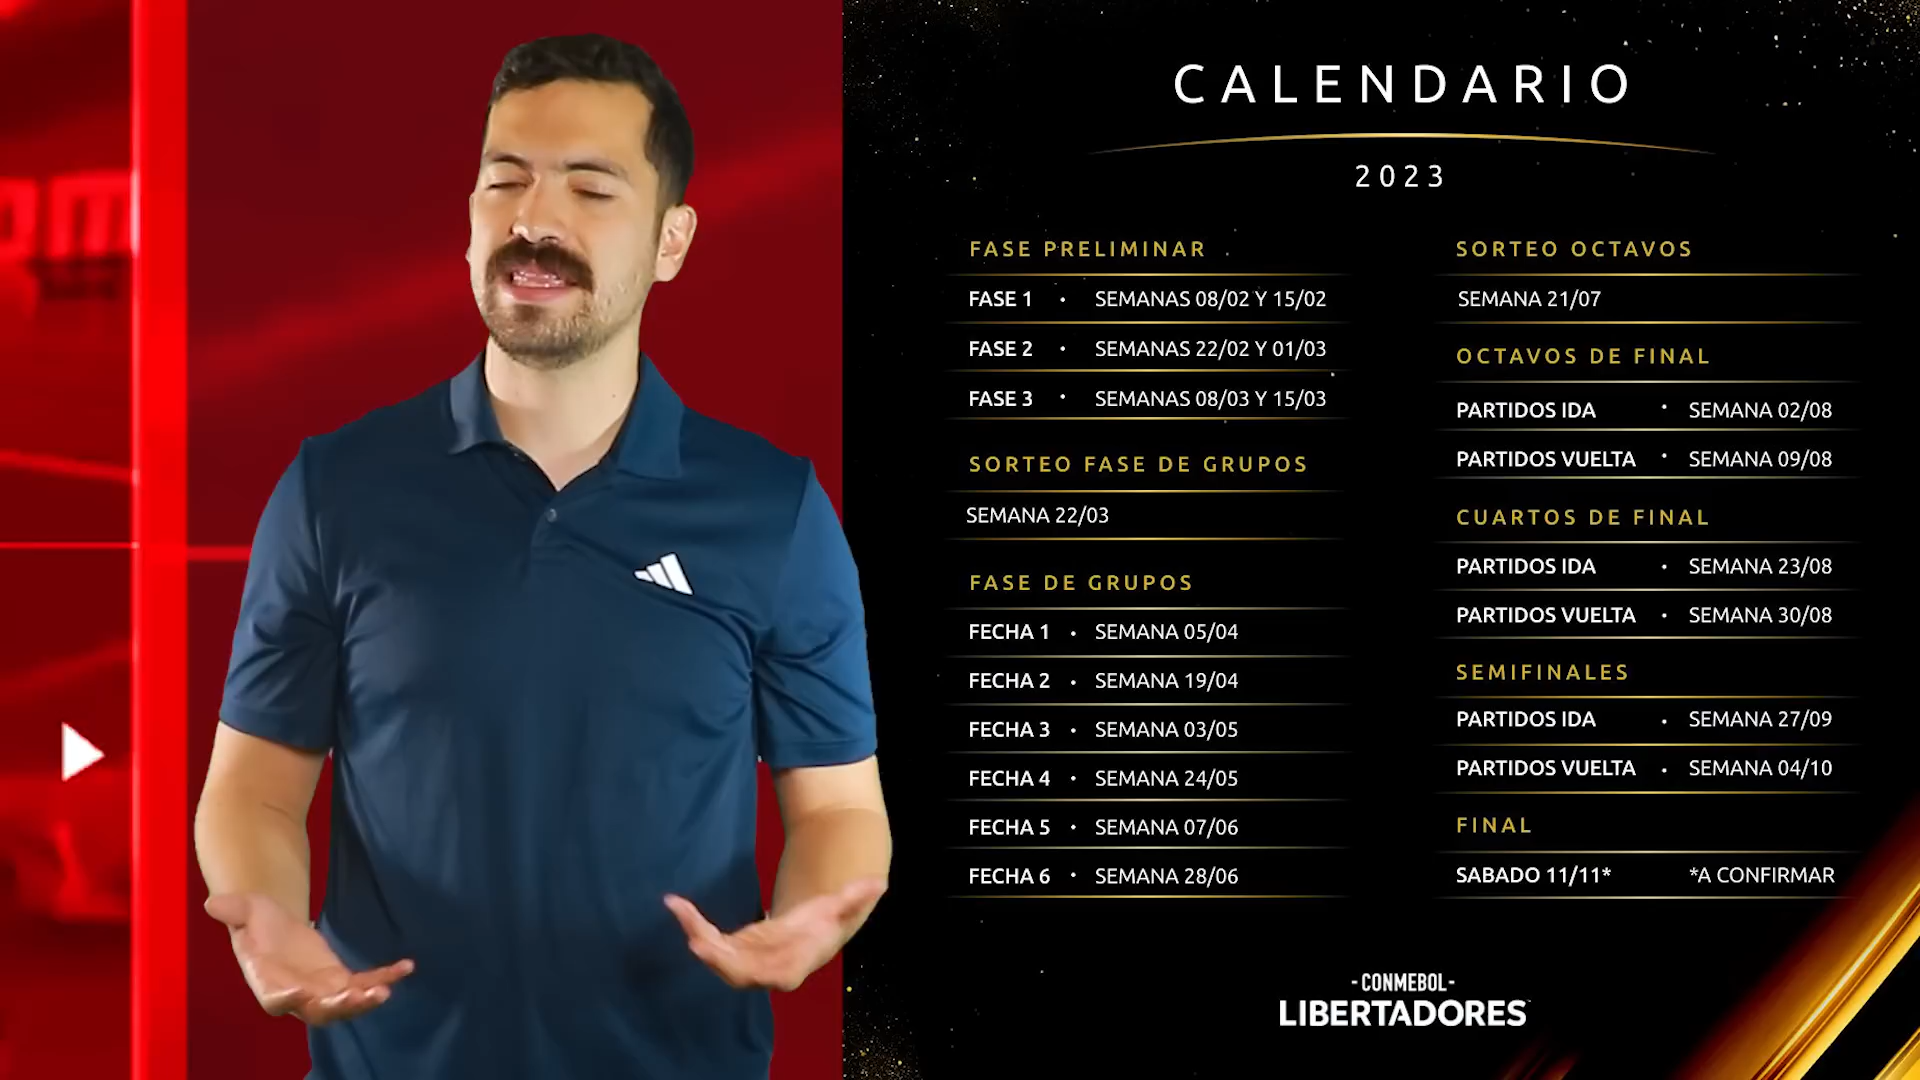 CALENDARIO
2023
FASE PRELIMINAR
FASE 1 · SEMANAS 08/02 Y 15/02
FASE 2 · SEMANAS 22/02 Y 01/03
FASE 3 · SEMANAS 08/03 Y 15/03
SORTEO FASE DE GRUPOS
SEMANA 22/03
FASE DE GRUPOS
FECHA 1 · SEMANA 05/04
FECHA 2 · SEMANA 19/04
FECHA 3 · SEMANA 03/05
FECHA 4 · SEMANA 24/05
FECHA 5 · SEMANA 07/06
FECHA 6 · SEMANA 28/06
SORTEO OCTAVOS
SEMANA 21/07
OCTAVOS DE FINAL
PARTIDOS IDA · SEMANA 02/08
PARTIDOS VUELTA · SEMANA 09/08
CUARTOS DE FINAL
PARTIDOS IDA · SEMANA 23/08
PARTIDOS VUELTA · SEMANA 30/08
SEMIFINALES
PARTIDOS IDA · SEMANA 27/09
PARTIDOS VUELTA · SEMANA 04/10
FINAL
SABADO 11/11* *A CONFIRMAR
-CONMEBOL-
LIBERTADORES